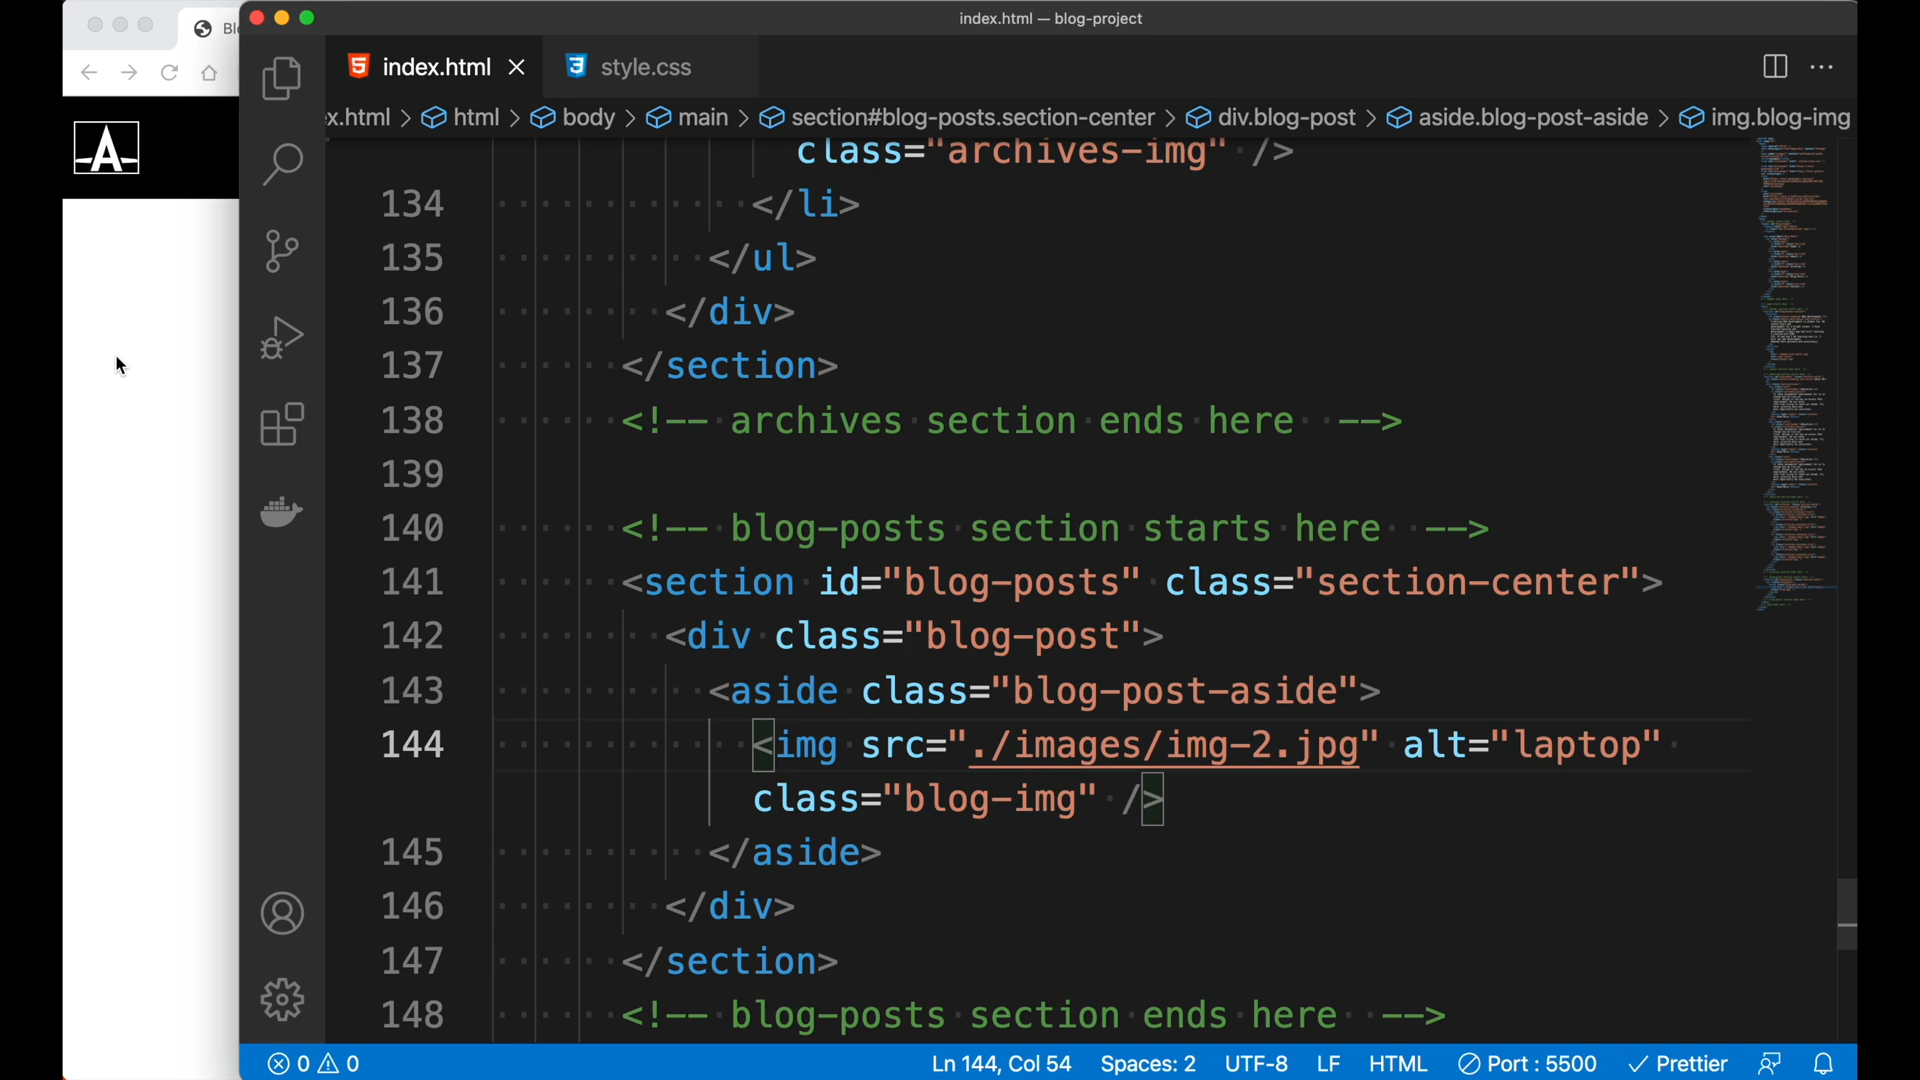 index.html — blog-project
index.html
style.css
x.html > html > body > main > section#blog-posts.section-center > div.blog-post > aside.blog-post-aside > img.blog-img
class="archives-img" />
134 </li>
135 </ul>
136 </div>
137 </section>
138 <!-- archives section ends here -->
139
140 <!-- blog-posts section starts here -->
141 <section id="blog-posts" class="section-center">
142 <div class="blog-post">
143 <aside class="blog-post-aside">
144 <img src="./images/img-2.jpg" alt="laptop"
class="blog-img" />
145 </aside>
146 </div>
147 </section>
148 <!-- blog-posts section ends here -->
0 0 Ln 144, Col 54 Spaces: 2 UTF-8 LF HTML Port : 5500 Prettier